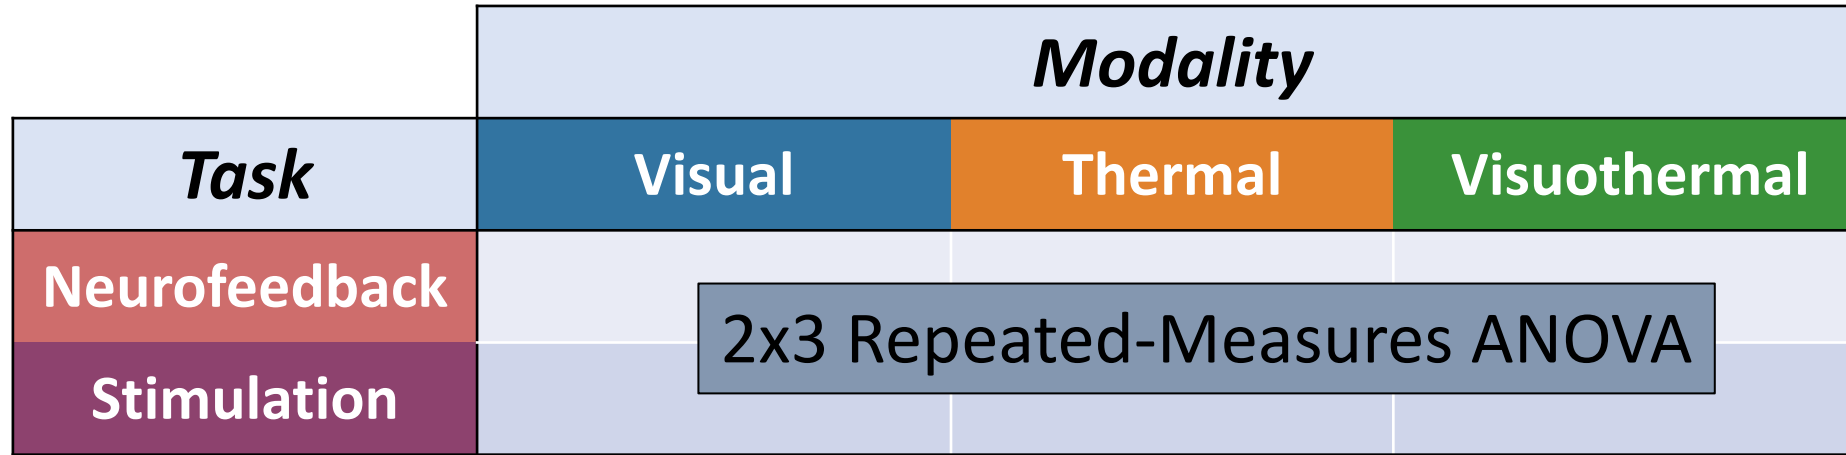 Modality
Task Visual Thermal Visuothermal
Neurofeedback
2x3 Repeated-Measures ANOVA
Stimulation